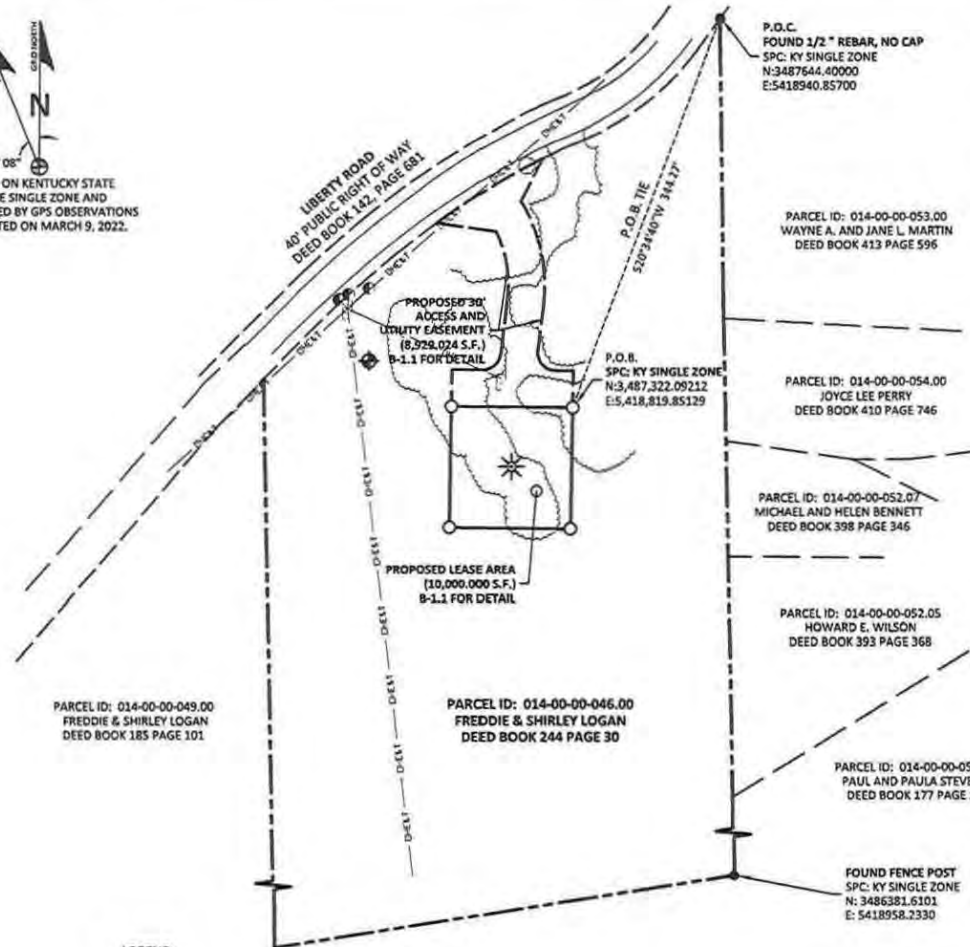 GRID NORTH
N
08"
ON KENTUCKY STATE
E SINGLE ZONE AND
ED BY GPS OBSERVATIONS
TED ON MARCH 9, 2022.
LIBERTY ROAD
40' PUBLIC RIGHT OF WAY
DEED BOOK 142, PAGE 681
P.O.C.
FOUND 1/2 " REBAR, NO CAP
SPC: KY SINGLE ZONE
N:3487644.40000
E:5418940.85700
P.O.B. TIE
S20°34'40"W 344.27'
PROPOSED 30'
ACCESS AND
UTILITY EASEMENT
(8,929.024 S.F.)
B-1.1 FOR DETAIL
P.O.B.
SPC: KY SINGLE ZONE
N:3,487,322.09212
E:5,418,819.85129
PROPOSED LEASE AREA
(10,000.000 S.F.)
B-1.1 FOR DETAIL
PARCEL ID: 014-00-00-053.00
WAYNE A. AND JANE L. MARTIN
DEED BOOK 413 PAGE 596
PARCEL ID: 014-00-00-054.00
JOYCE LEE PERRY
DEED BOOK 410 PAGE 746
PARCEL ID: 014-00-00-052.07
MICHAEL AND HELEN BENNETT
DEED BOOK 398 PAGE 346
PARCEL ID: 014-00-00-052.05
HOWARD E. WILSON
DEED BOOK 393 PAGE 368
PARCEL ID: 014-00-00-049.00
FREDDIE & SHIRLEY LOGAN
DEED BOOK 185 PAGE 101
PARCEL ID: 014-00-00-046.00
FREDDIE & SHIRLEY LOGAN
DEED BOOK 244 PAGE 30
PARCEL ID: 014-00-00-05
PAUL AND PAULA STEVE
DEED BOOK 177 PAGE
FOUND FENCE POST
SPC: KY SINGLE ZONE
N: 3486381.6101
E: 5418958.2330